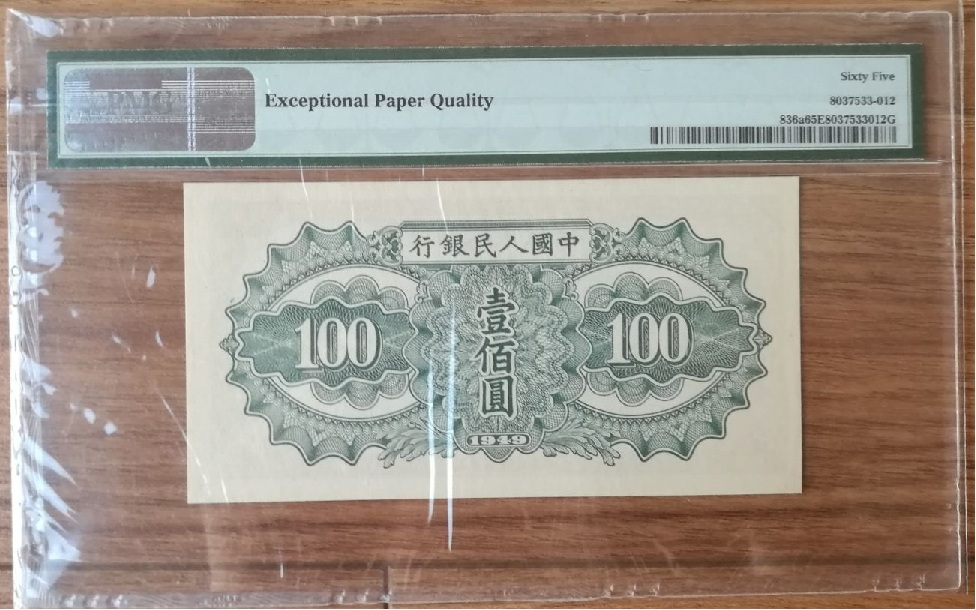 PMG
Exceptional Paper Quality
Sixty Five
8037533-012
836a65E8037533012G
行銀民人國中
100
壹佰圓
100
1949